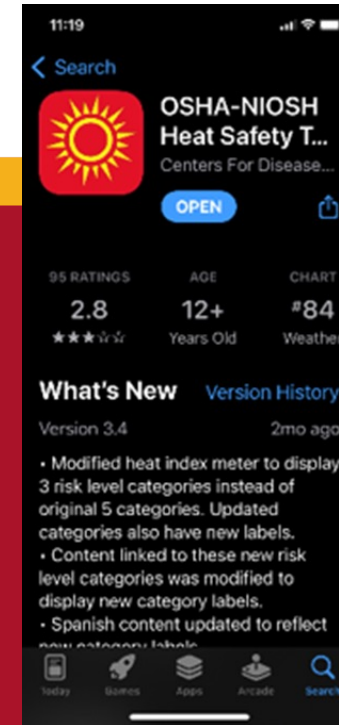 11:19
Search
OSHA-NIOSH
Heat Safety T...
Centers For Disease...
OPEN
95 RATINGS
AGE
CHART
2.8
12+
#84
★★★☆☆
Years Old
Weather
What's New
Version History
Version 3.4
2mo ago
• Modified heat index meter to display
3 risk level categories instead of
original 5 categories. Updated
categories also have new labels.
• Content linked to these new risk
level categories was modified to
display new category labels.
• Spanish content updated to reflect
new category labels
Today
Games
Apps
Arcade
Search